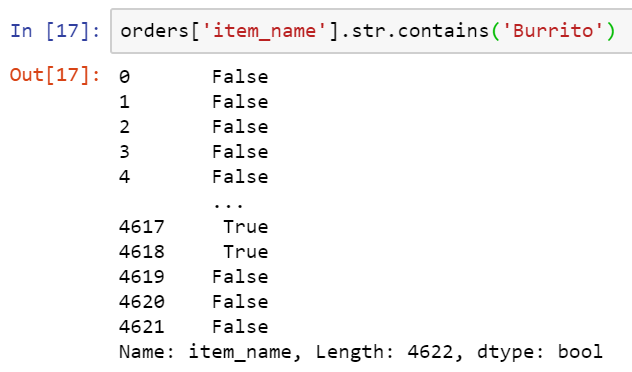 In [17]: orders['item_name'].str.contains('Burrito')
Out[17]: 0       False
1       False
2       False
3       False
4       False
...
4617     True
4618     True
4619    False
4620    False
4621    False
Name: item_name, Length: 4622, dtype: bool